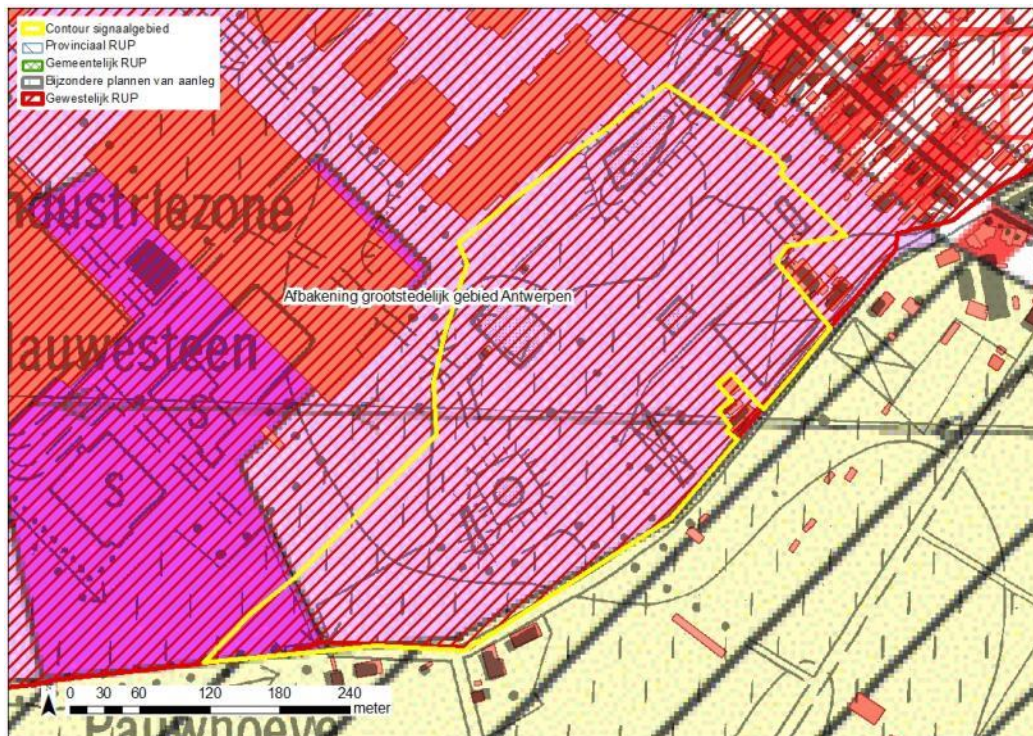 Contour signaalgebied
Provinciaal RUP
Gemeentelijk RUP
Bijzondere plannen van aanleg
Gewestelijk RUP
ndustriezone
Afbakening grootstedelijk gebied Antwerpen
auwesteen
S
S
0 30 60 120 180 240
meter
Pauwhoeve